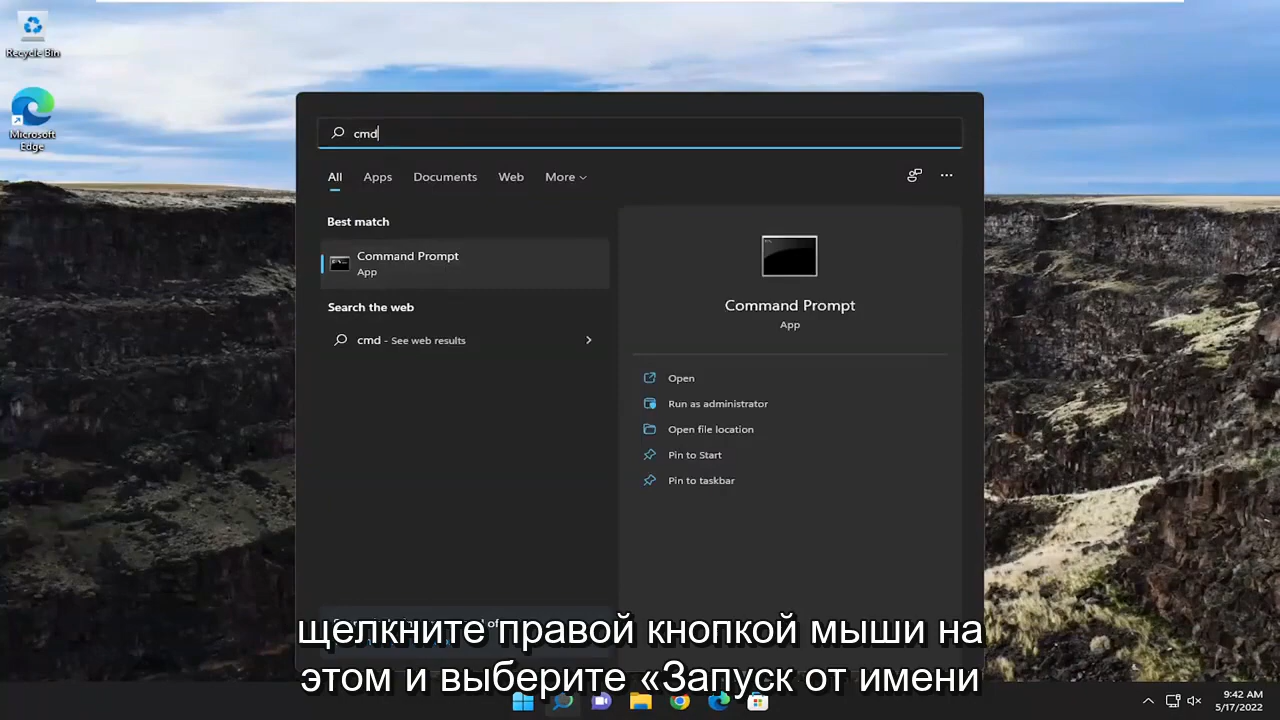 Recycle Bin
Microsoft
Edge
cmd
All Apps Documents Web More
Best match
Command Prompt
App
Search the web
cmd - See web results
Command Prompt
App
Open
Run as administrator
Open file location
Pin to Start
Pin to taskbar
щелкните правой кнопкой мыши на
этом и выберите «Запуск от имени
9:42 AM
5/17/2022